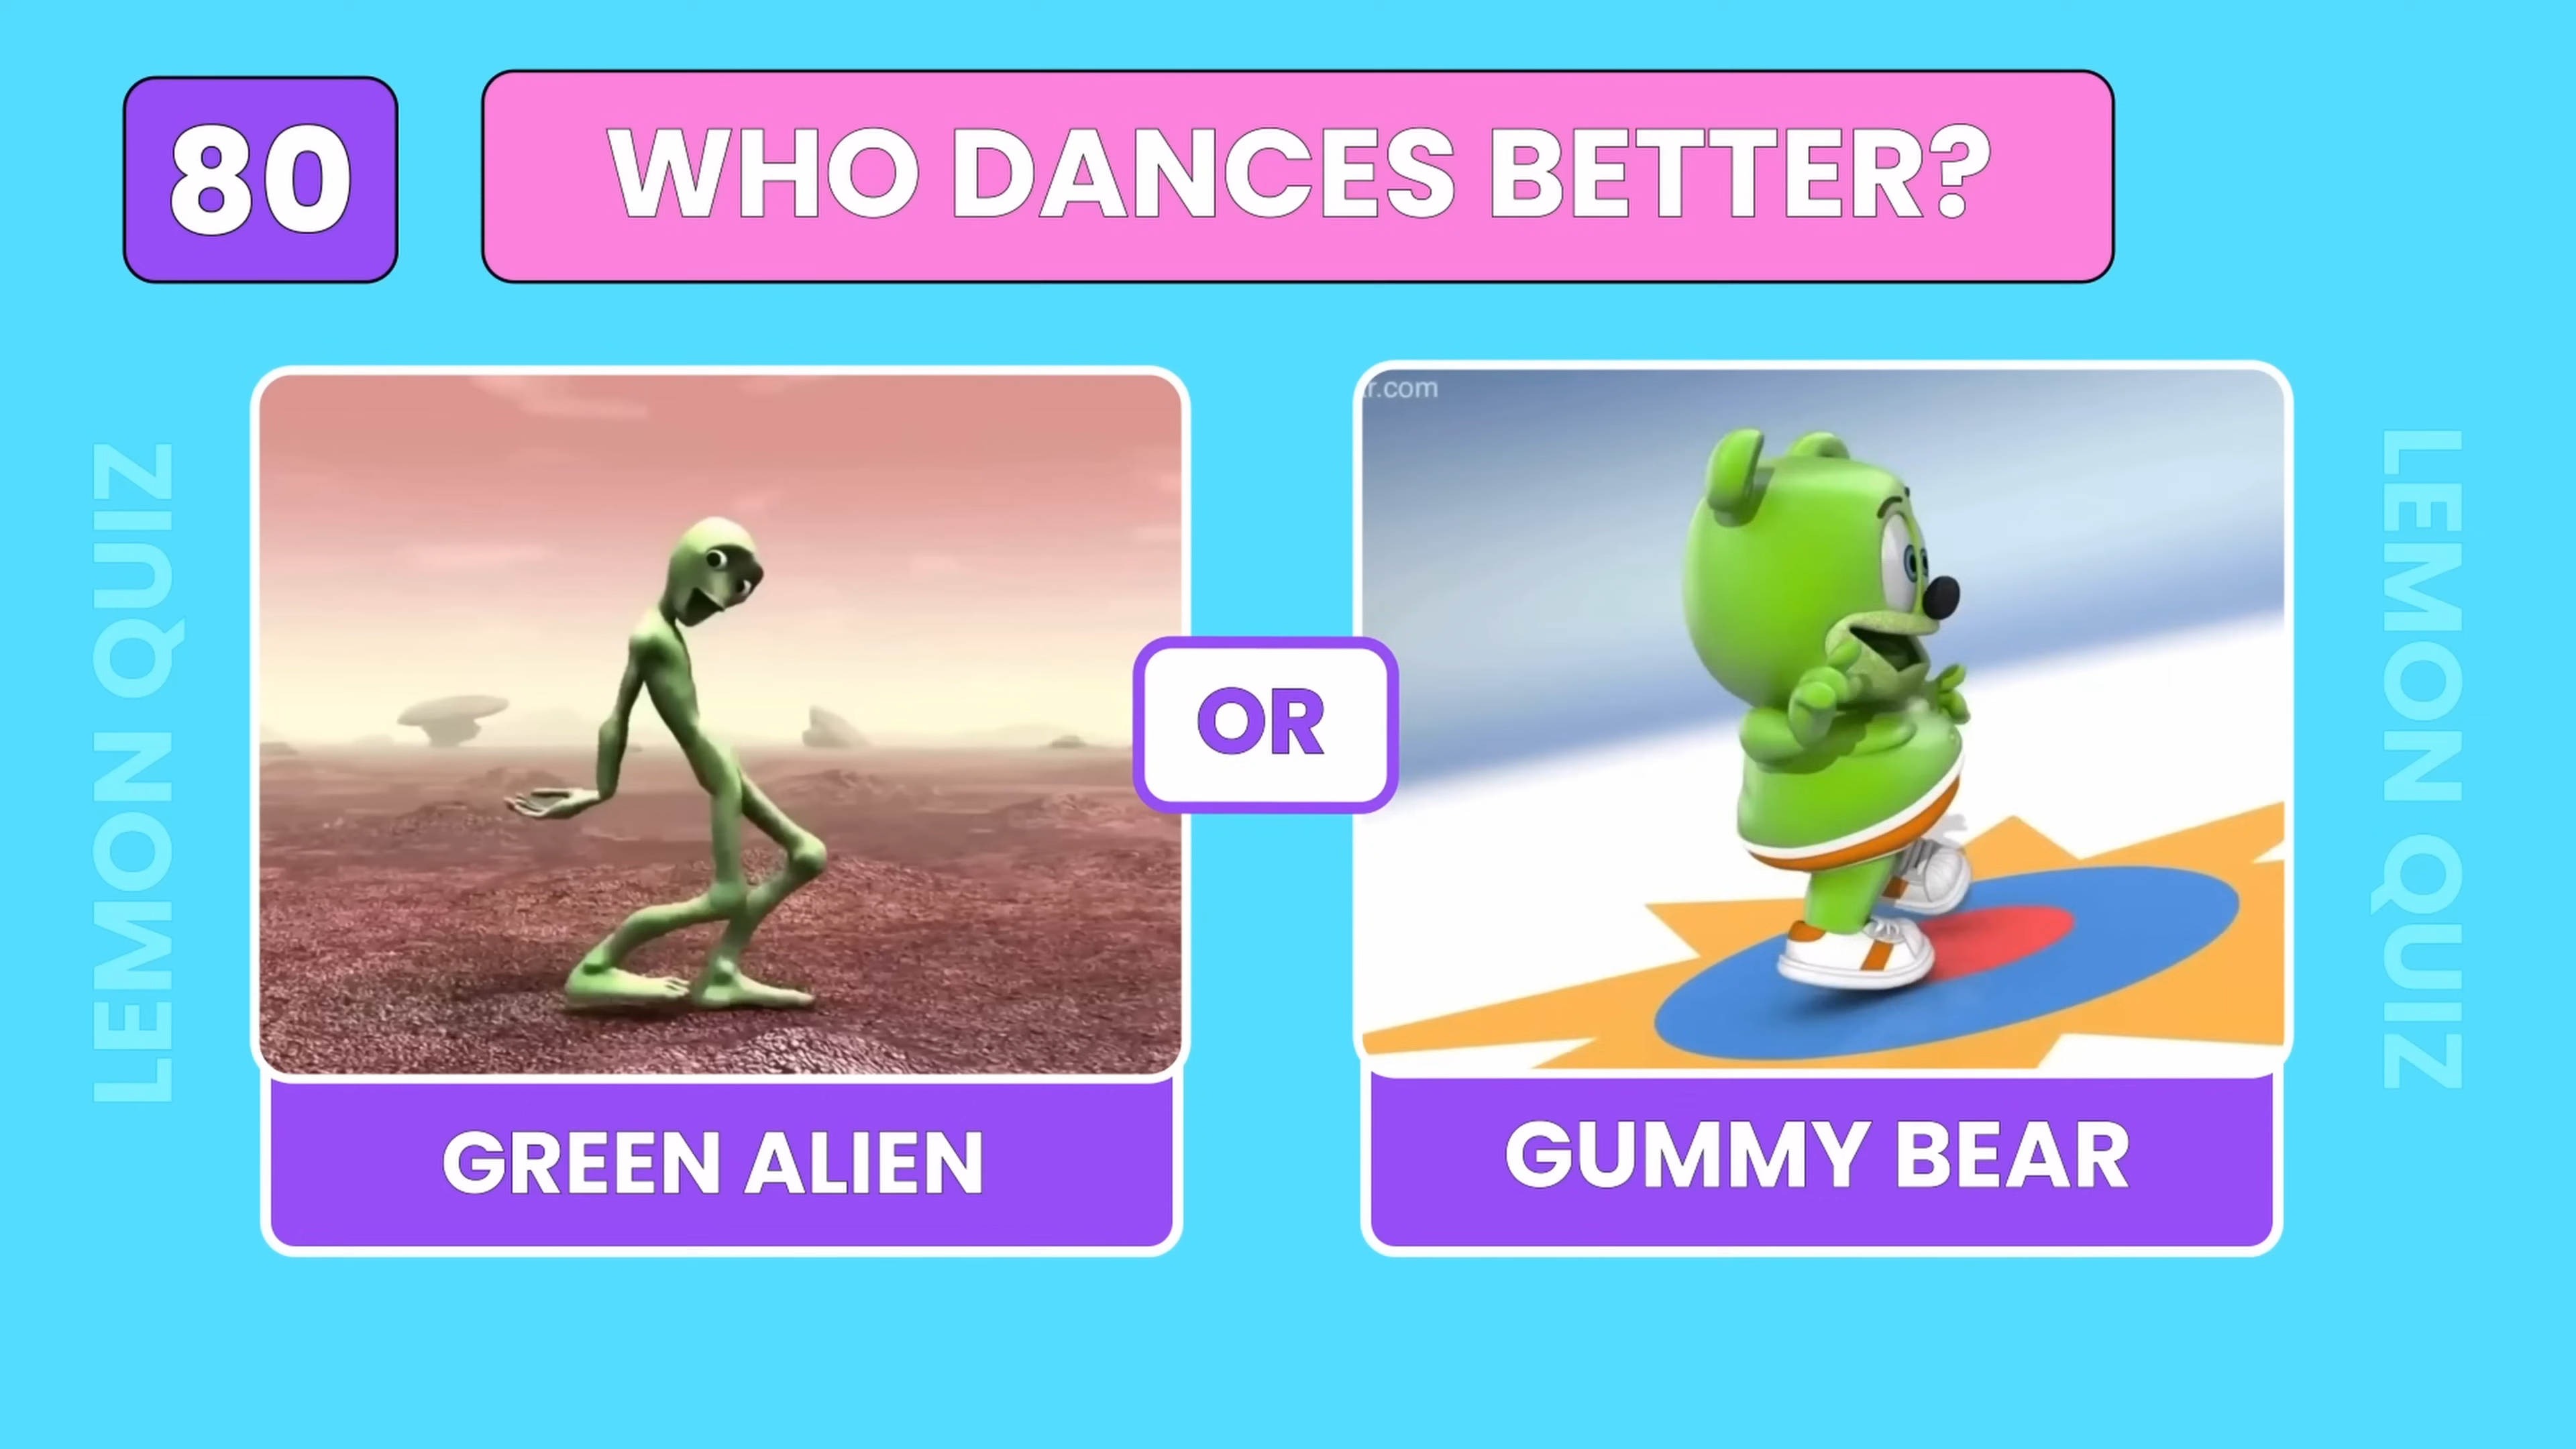 80
WHO DANCES BETTER?
LEMON QUIZ
r.com
OR
LEMON QUIZ
GREEN ALIEN
GUMMY BEAR